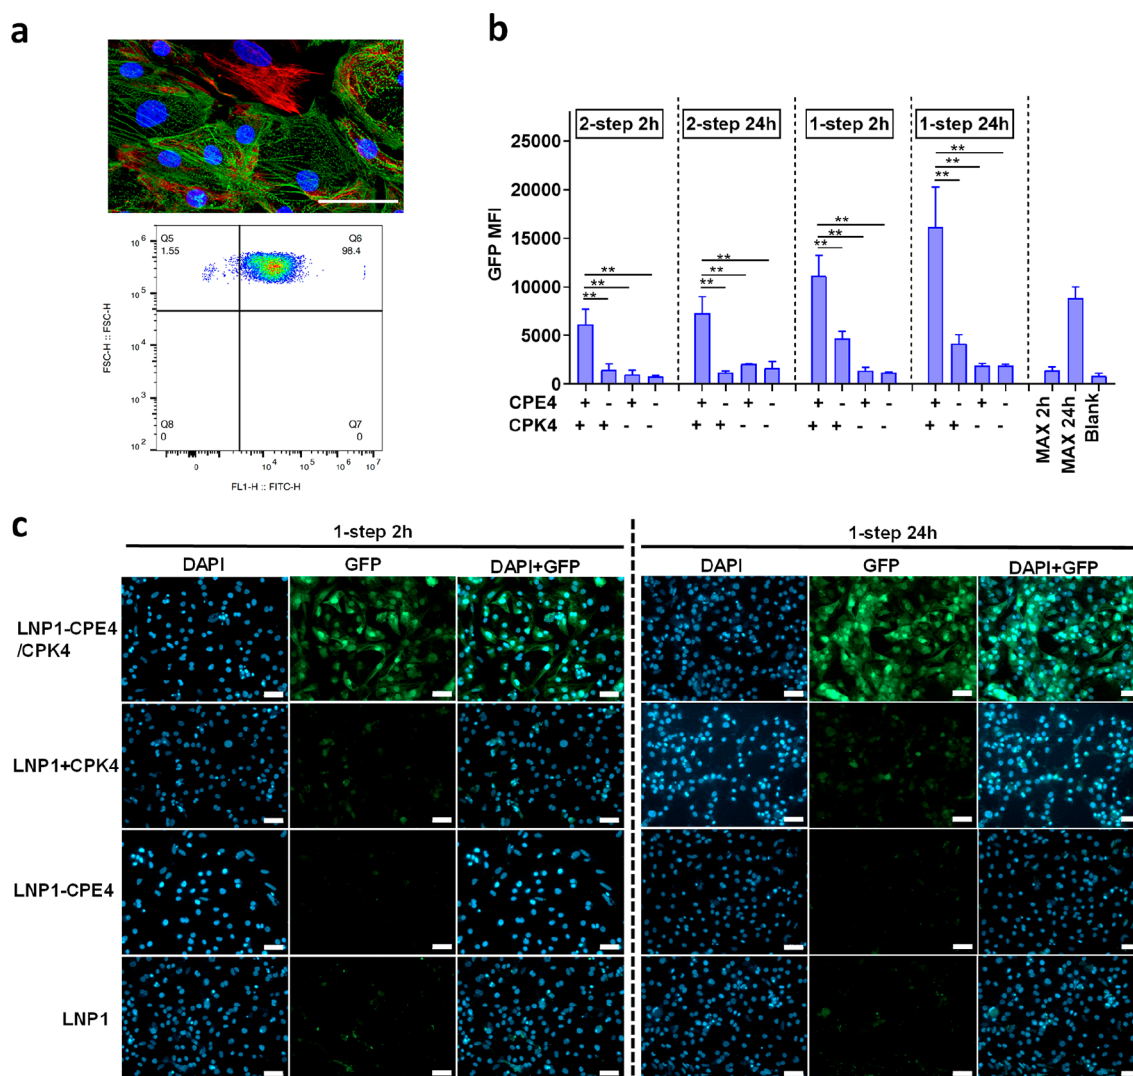 a
Q5
1.55
Q6
98.4
10^6
10^5
10^4
10^3
10^2
FSC-H :: FSC-H
Q8
0
Q7
0
0
10^4
10^5
10^6
10^7
FL1-H :: FITC-H
b
2-step 2h
2-step 24h
1-step 2h
1-step 24h
GFP MFI
25000
20000
15000
10000
5000
0
** ** **
** ** **
** ** **
** ** **
CPE4 + - + - + - + - + - + - + - + -
CPK4 + + - - + + - - + + - - + + - -
MAX 2h
MAX 24h
Blank
c
1-step 2h
1-step 24h
DAPI GFP DAPI+GFP
DAPI GFP DAPI+GFP
LNP1-CPE4
/CPK4
LNP1+CPK4
LNP1-CPE4
LNP1